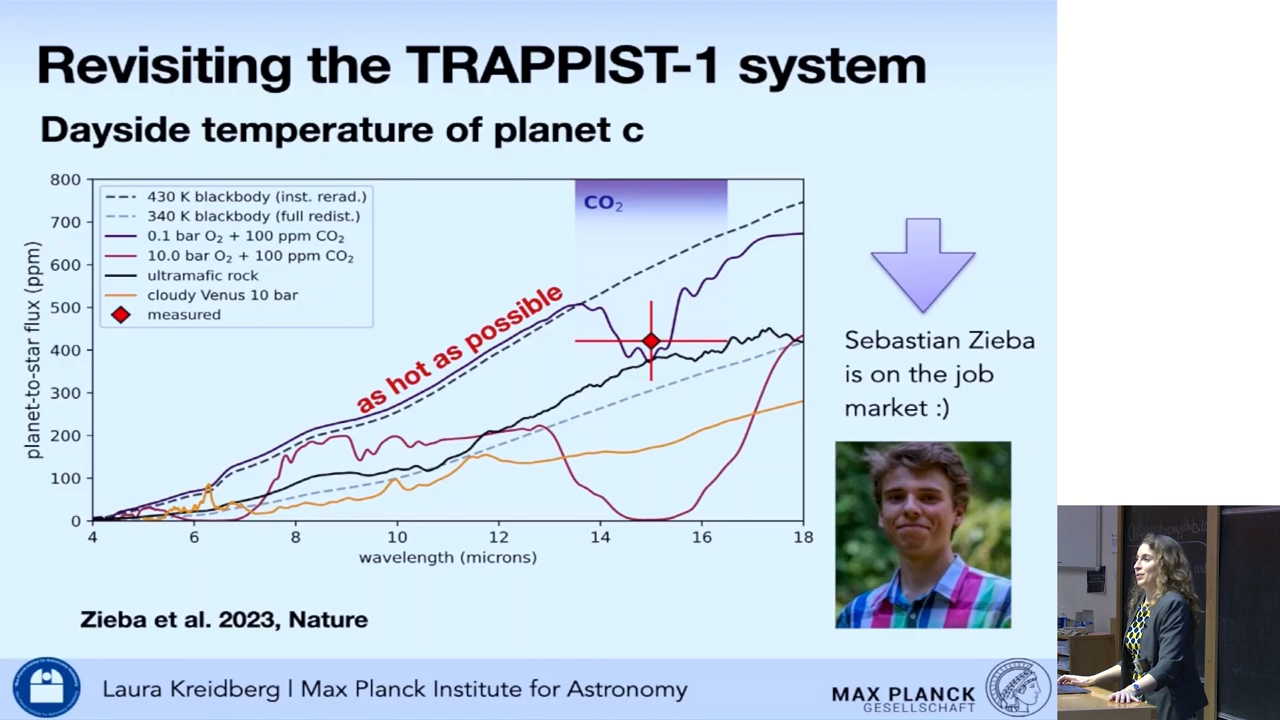 Revisiting the TRAPPIST-1 system
Dayside temperature of planet c
800
700
600
500
400
300
200
100
0
planet-to-star flux (ppm)
430 K blackbody (inst. rerad.)
340 K blackbody (full redist.)
0.1 bar O₂ + 100 ppm CO₂
10.0 bar O₂ + 100 ppm CO₂
ultramafic rock
cloudy Venus 10 bar
measured
CO₂
as hot as possible
4 6 8 10 12 14 16 18
wavelength (microns)
Sebastian Zieba
is on the job
market :)
Zieba et al. 2023, Nature
Laura Kreidberg | Max Planck Institute for Astronomy
MAX PLANCK
GESELLSCHAFT